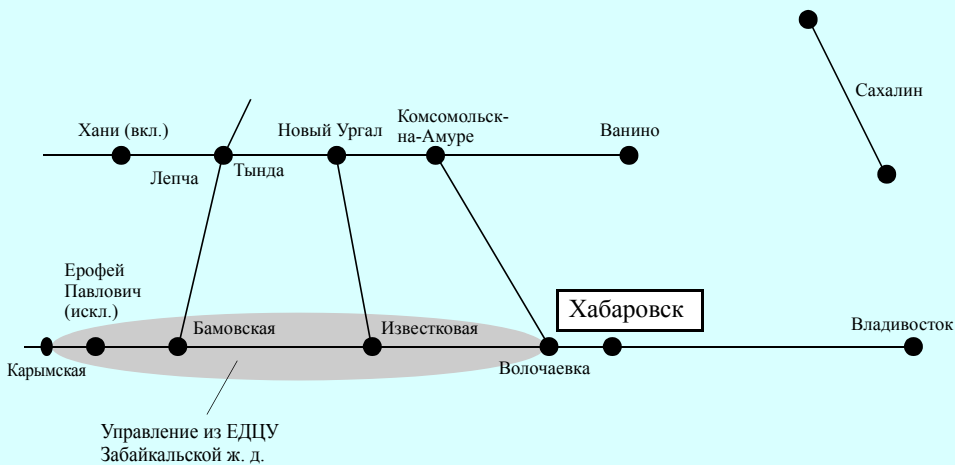 Сахалин
Хани (вкл.)
Новый Ургал
Комсомольск-
на-Амуре
Ванино
Лепча
Тында
Ерофей
Павлович
(искл.)
Хабаровск
Бамовская
Известковая
Владивосток
Карымская
Волочаевка
Управление из ЕДЦУ
Забайкальской ж. д.